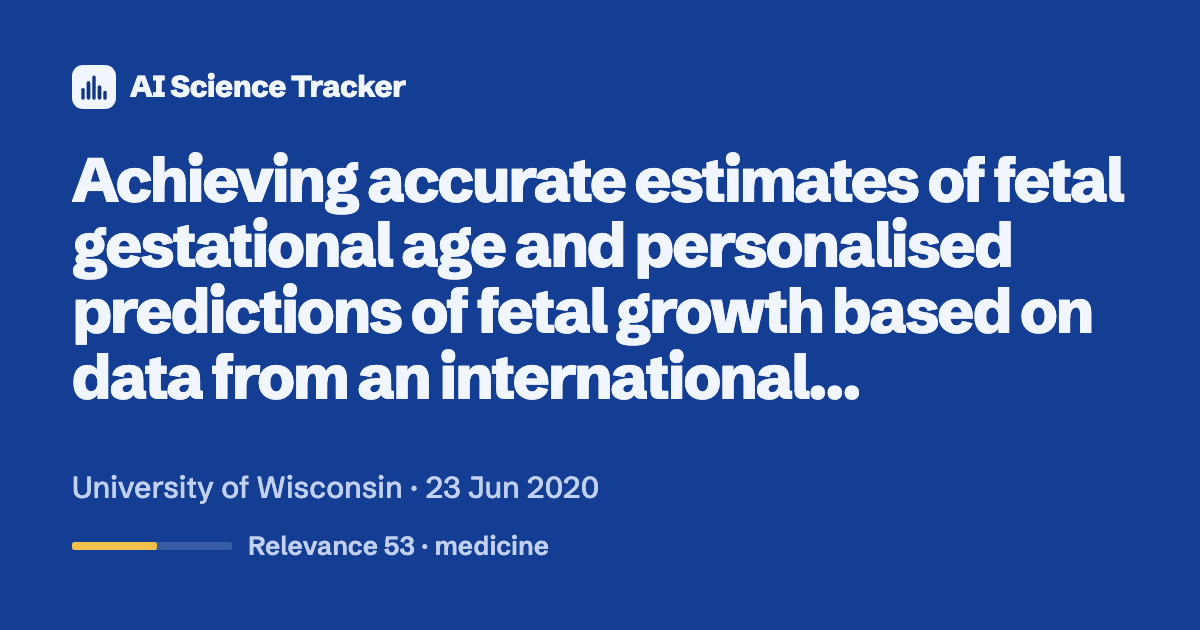 AI Science Tracker
Achieving accurate estimates of fetal
gestational age and personalised
predictions of fetal growth based on
data from an international...
University of Wisconsin · 23 Jun 2020
Relevance 53 · medicine